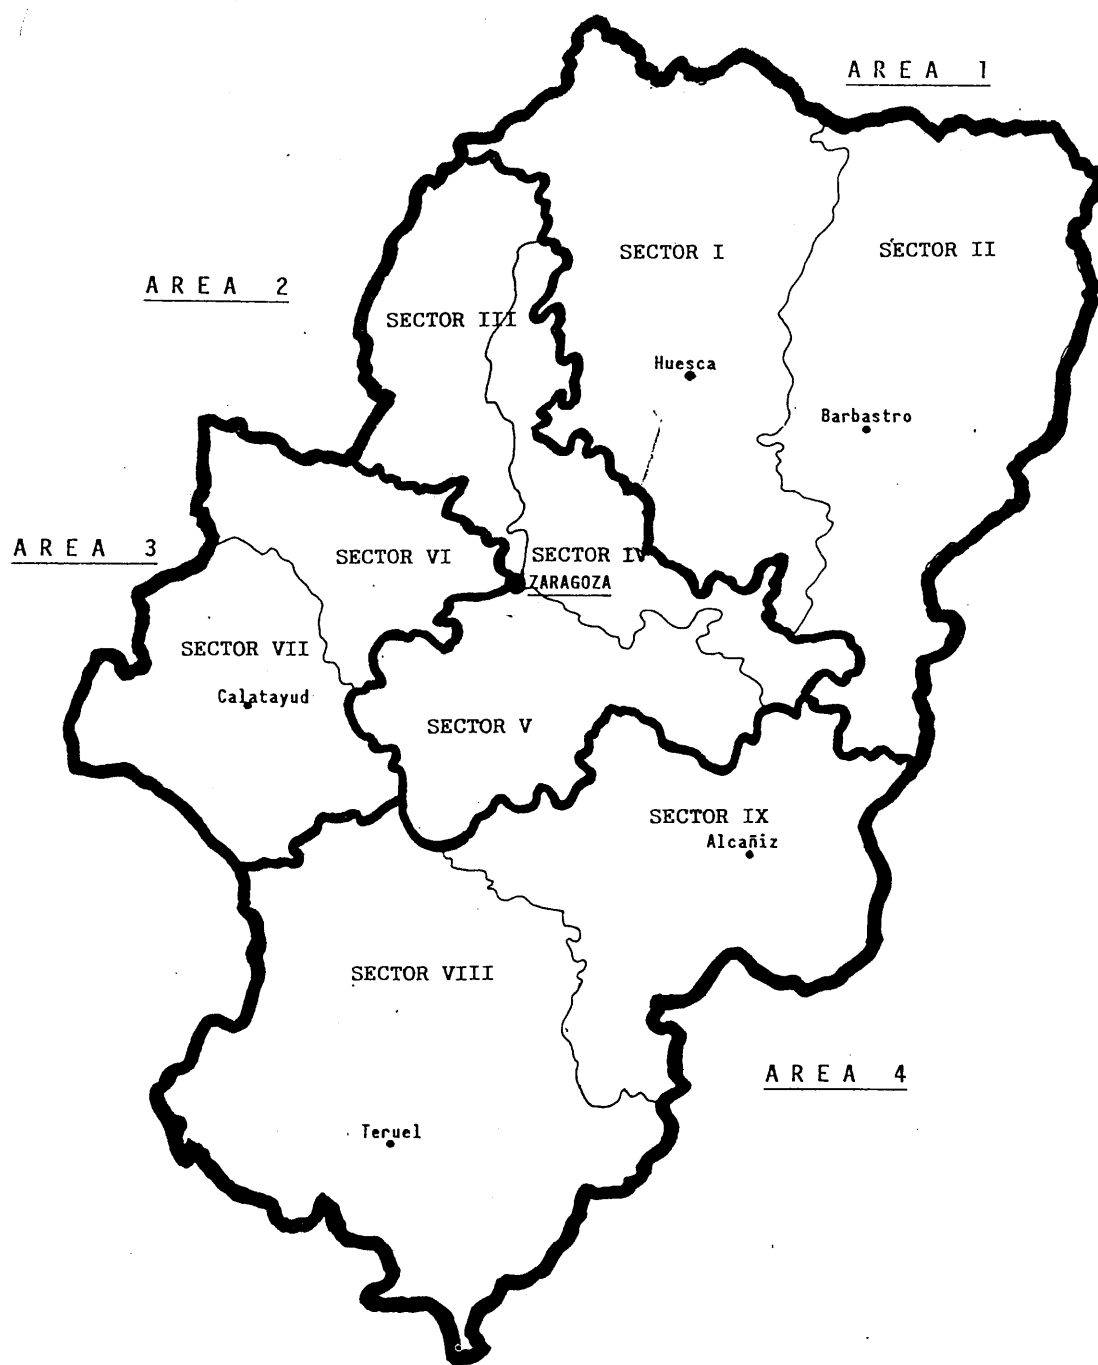 AREA 1
SECTOR I
SECTOR II
AREA 2
SECTOR III
Huesca
Barbastro
AREA 3
SECTOR VI
SECTOR IV
ZARAGOZA
SECTOR VII
Calatayud
SECTOR V
SECTOR IX
Alcañiz
SECTOR VIII
AREA 4
Teruel